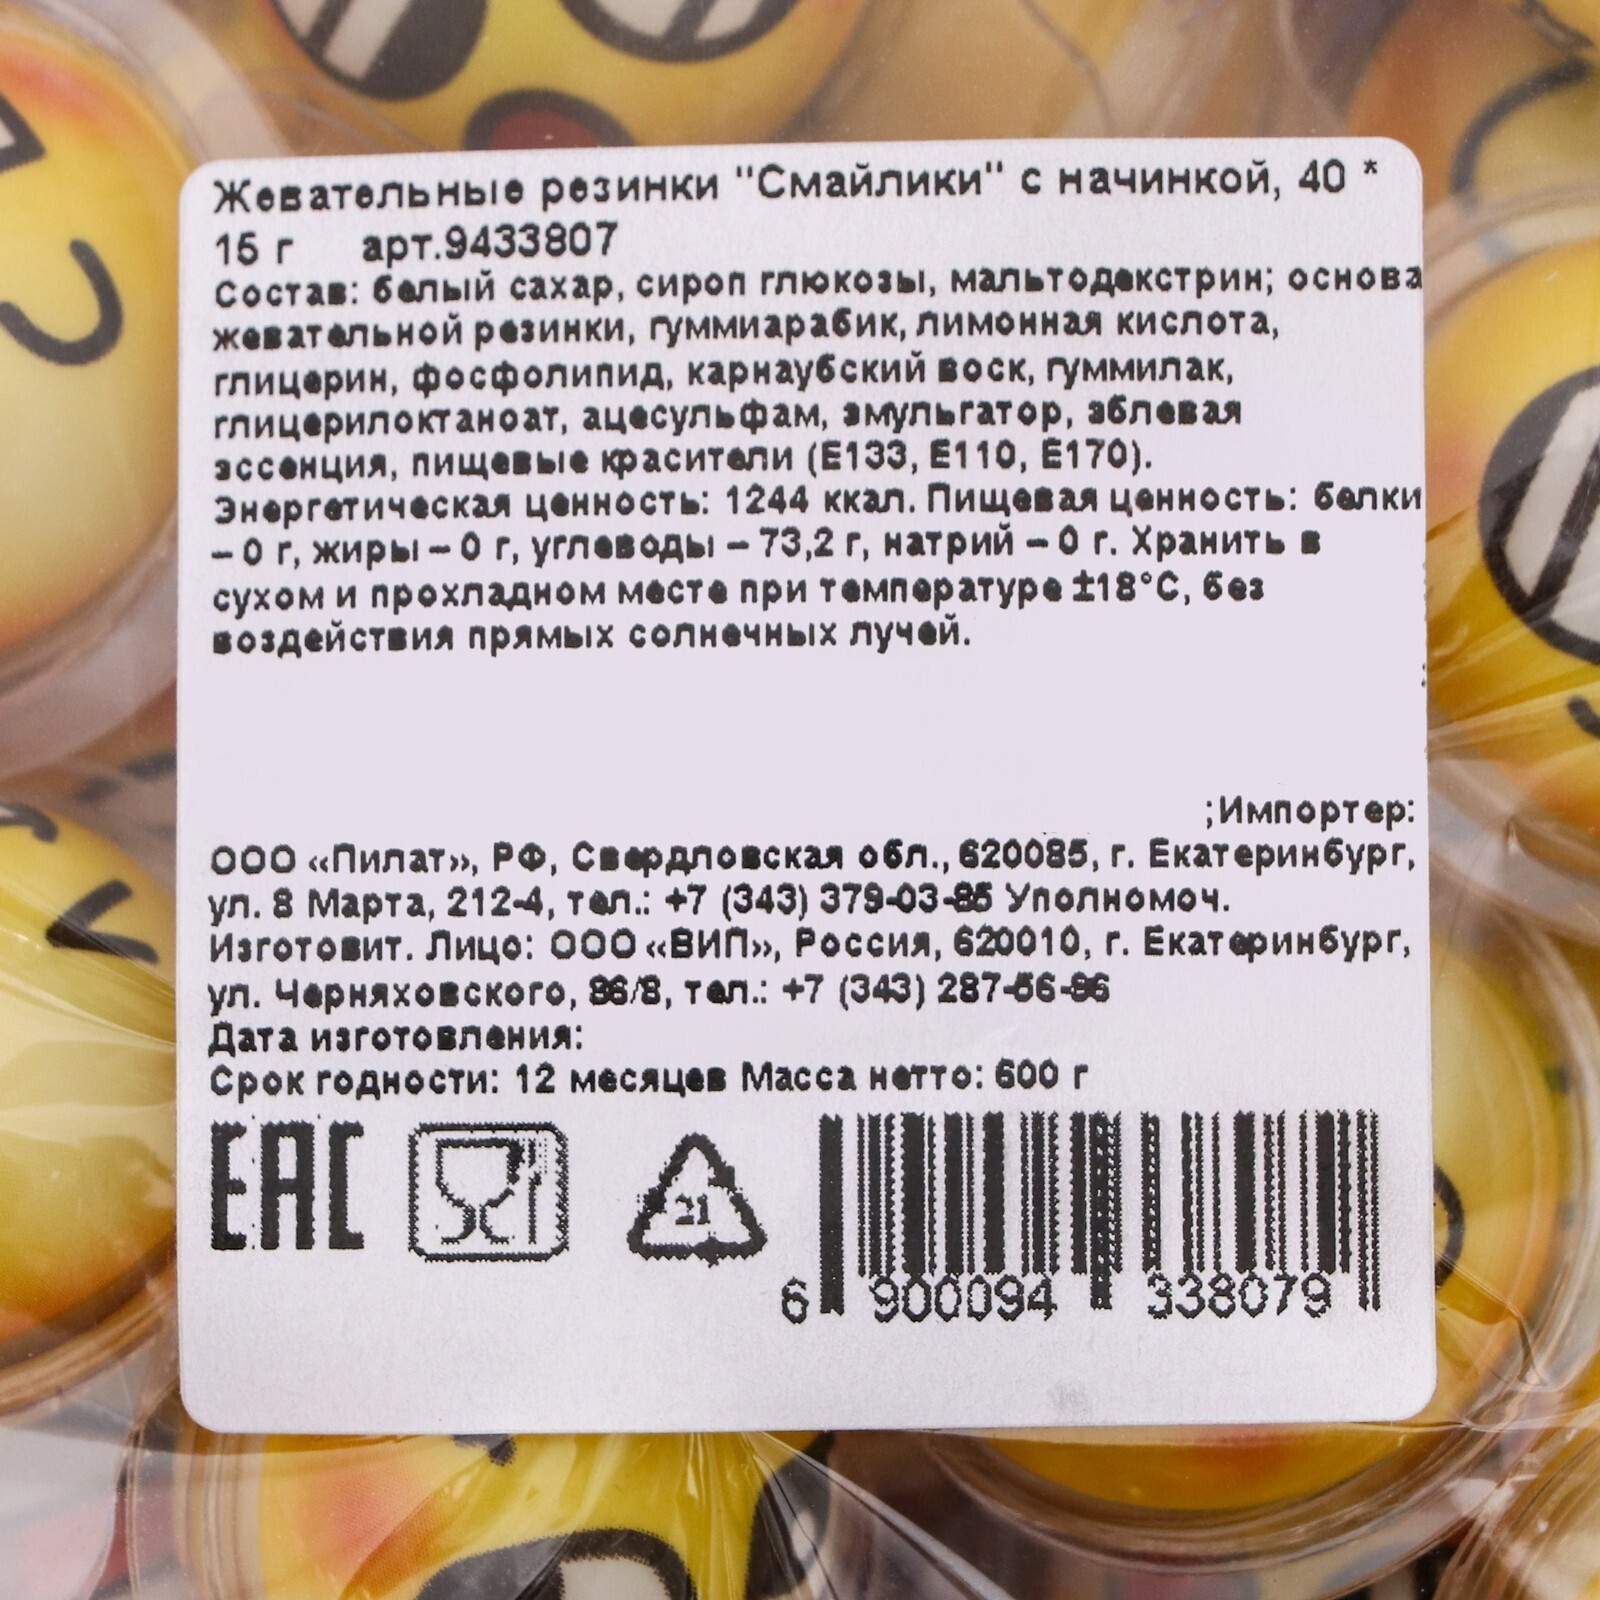 Жевательные резинки "Смайлики" с начинкой, 40 *
15 г арт.9433807
Состав: белый сахар, сироп глюкозы, мальтодекстрин; основа
жевательной резинки, гуммиарабик, лимонная кислота,
глицерин, фосфолипид, карнаубский воск, гуммилак,
глицерилоктаноат, ацесульфам, эмульгатор, эблевая
эссенция, пищевые красители (Е133, Е110, Е170).
Энергетическая ценность: 1244 ккал. Пищевая ценность: белки
– 0 г, жиры – 0 г, углеводы – 73,2 г, натрий – 0 г. Хранить в
сухом и прохладном месте при температуре ±18°С, без
воздействия прямых солнечных лучей.
;Импортер:
ООО «Пилат», РФ, Свердловская обл., 620085, г. Екатеринбург,
ул. 8 Марта, 212-4, тел.: +7 (343) 379-03-85 Уполномоч.
Изготовит. Лицо: ООО «ВИП», Россия, 620010, г. Екатеринбург,
ул. Черняховского, 86/8, тел.: +7 (343)
Дата изготовления:
Срок годности: 12 месяцев Масса нетто: 600 г
ЕАС
21
6 900094 338079